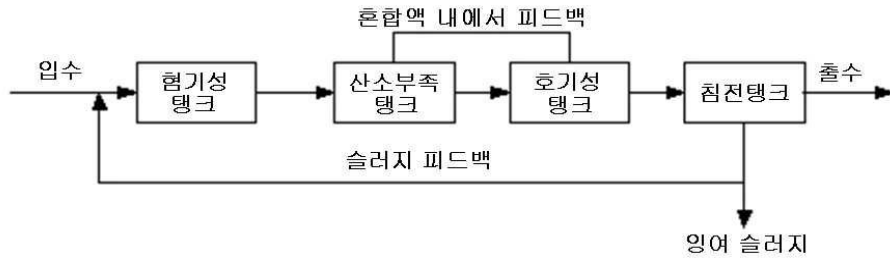 혼합액 내에서 피드백
입수
혐기성
탱크
산소부족
탱크
호기성
탱크
침전탱크
출수
슬러지 피드백
잉여 슬러지